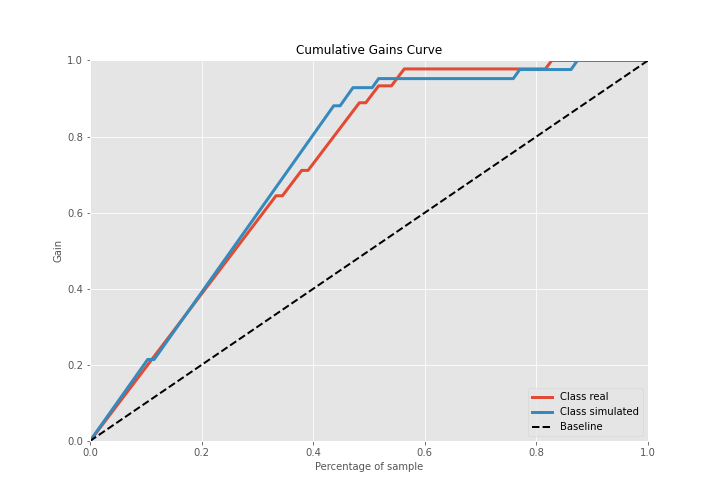 Cumulative Gains Curve
1.0
0.8
0.6
0.4
0.2
0.0
Gain
0.0 0.2 0.4 0.6 0.8 1.0
Percentage of sample
Class real
Class simulated
Baseline